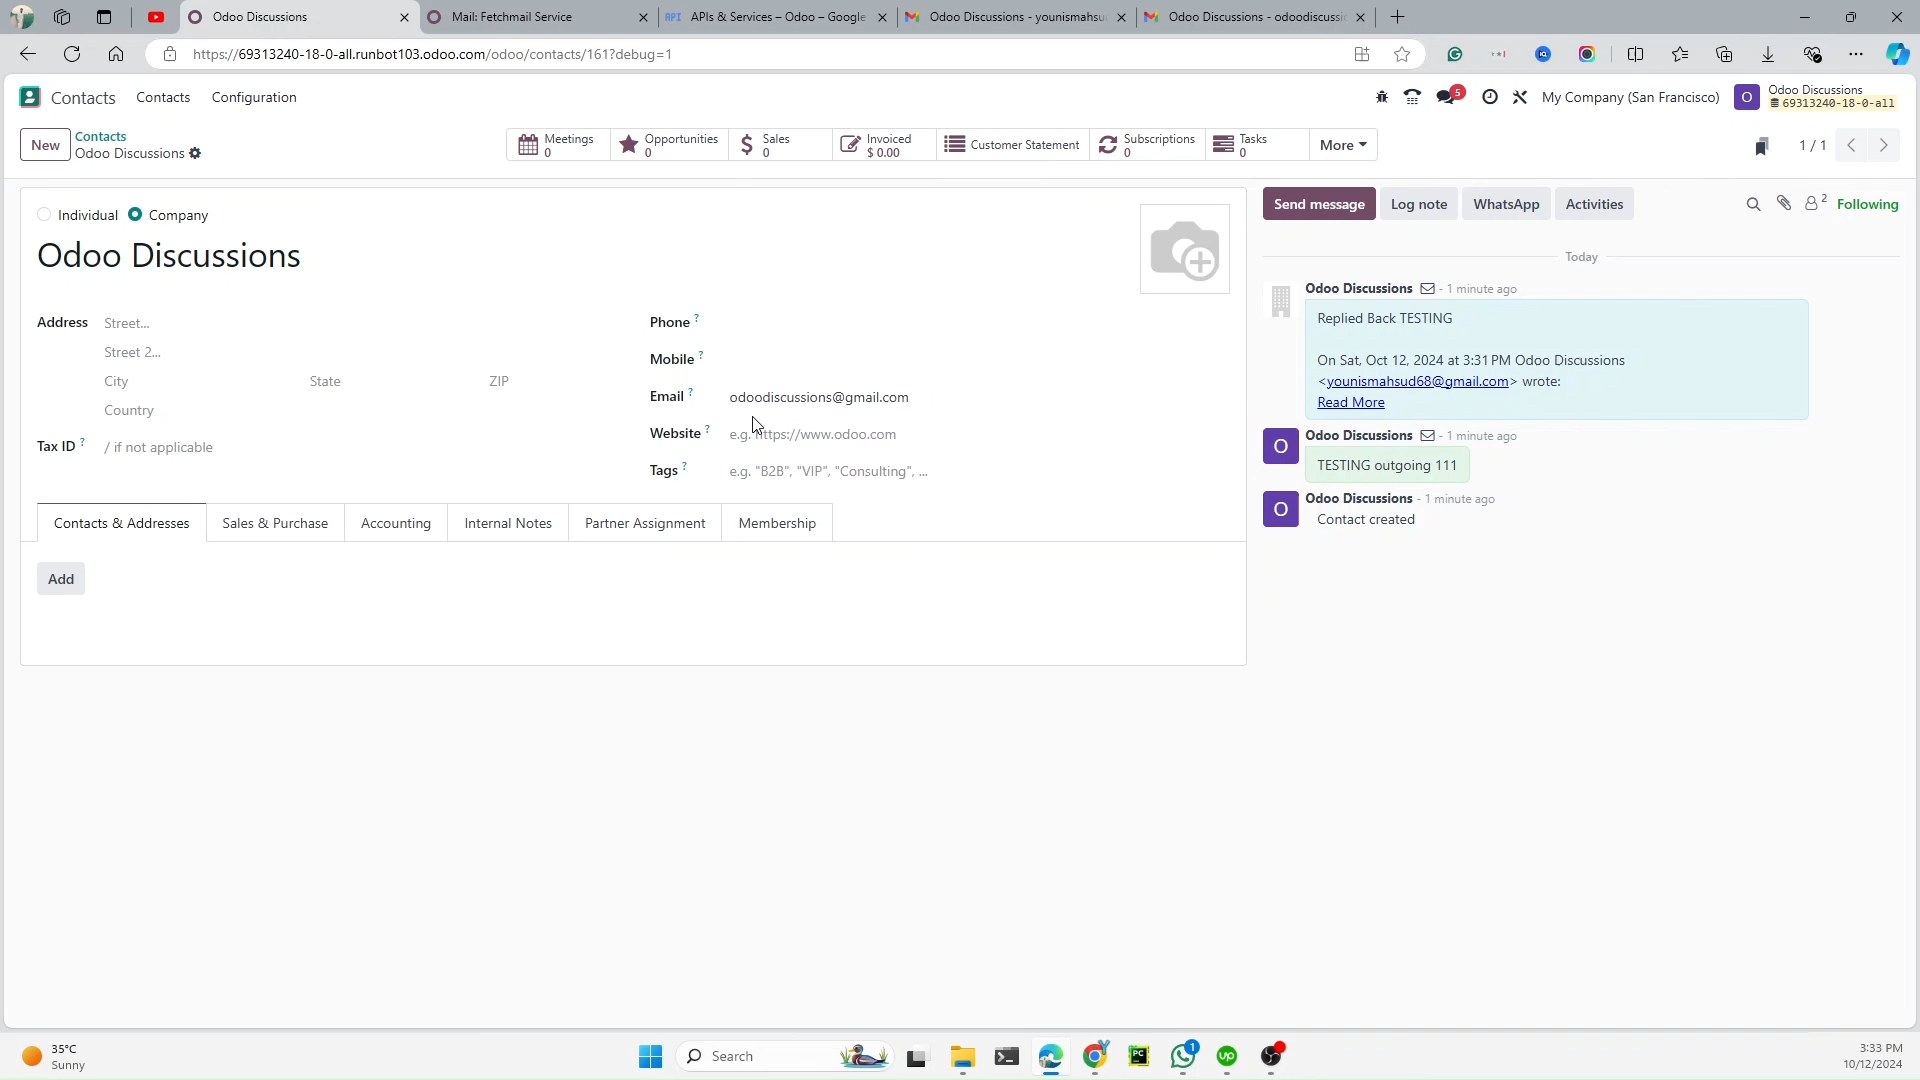 Odoo Discussions
Mail: Fetchmail Service
API APIs & Services – Odoo – Google
Odoo Discussions - younismahsu
Odoo Discussions - odoodiscussi
https://69313240-18-0-all.runbot103.odoo.com/odoo/contacts/161?debug=1
Contacts
Contacts
Configuration
5
My Company (San Francisco)
O
Odoo Discussions
69313240-18-0-all
New
Contacts
Odoo Discussions
Meetings
0
Opportunities
0
Sales
0
Invoiced
$ 0.00
Customer Statement
Subscriptions
0
Tasks
0
More
1 / 1
Individual
Company
Odoo Discussions
Address
Street...
Street 2...
City
State
ZIP
Country
Tax ID ?
/ if not applicable
Phone ?
Mobile ?
Email ?
odoodiscussions@gmail.com
Website ?
e.g. https://www.odoo.com
Tags ?
e.g. "B2B", "VIP", "Consulting", ...
Contacts & Addresses
Sales & Purchase
Accounting
Internal Notes
Partner Assignment
Membership
Add
Send message
Log note
WhatsApp
Activities
2
Following
Today
Odoo Discussions - 1 minute ago
Replied Back TESTING
On Sat, Oct 12, 2024 at 3:31 PM Odoo Discussions
<younismahsud68@gmail.com> wrote:
Read More
O
Odoo Discussions - 1 minute ago
TESTING outgoing 111
O
Odoo Discussions - 1 minute ago
Contact created
35°C
Sunny
Search
PC
1
up
3:33 PM
10/12/2024